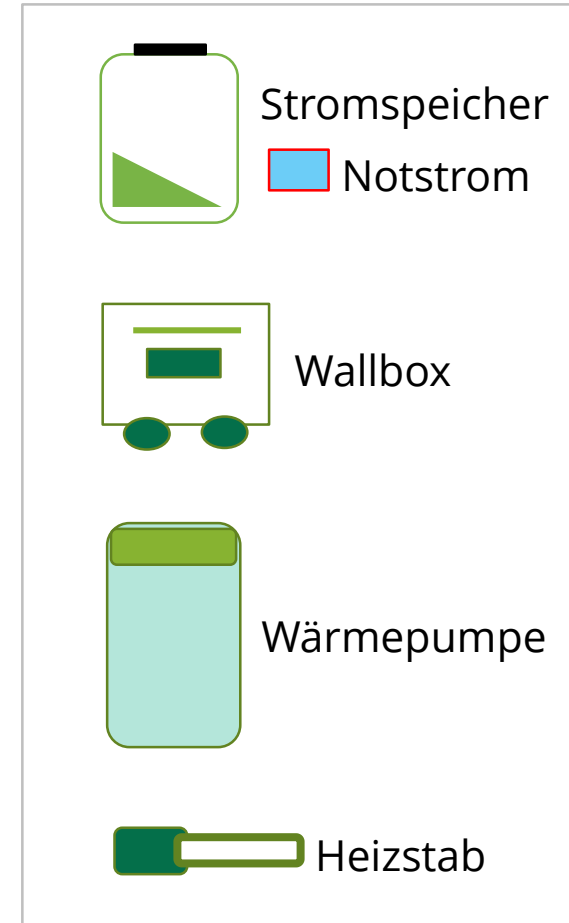 Stromspeicher
Notstrom
Wallbox
Wärmepumpe
Heizstab